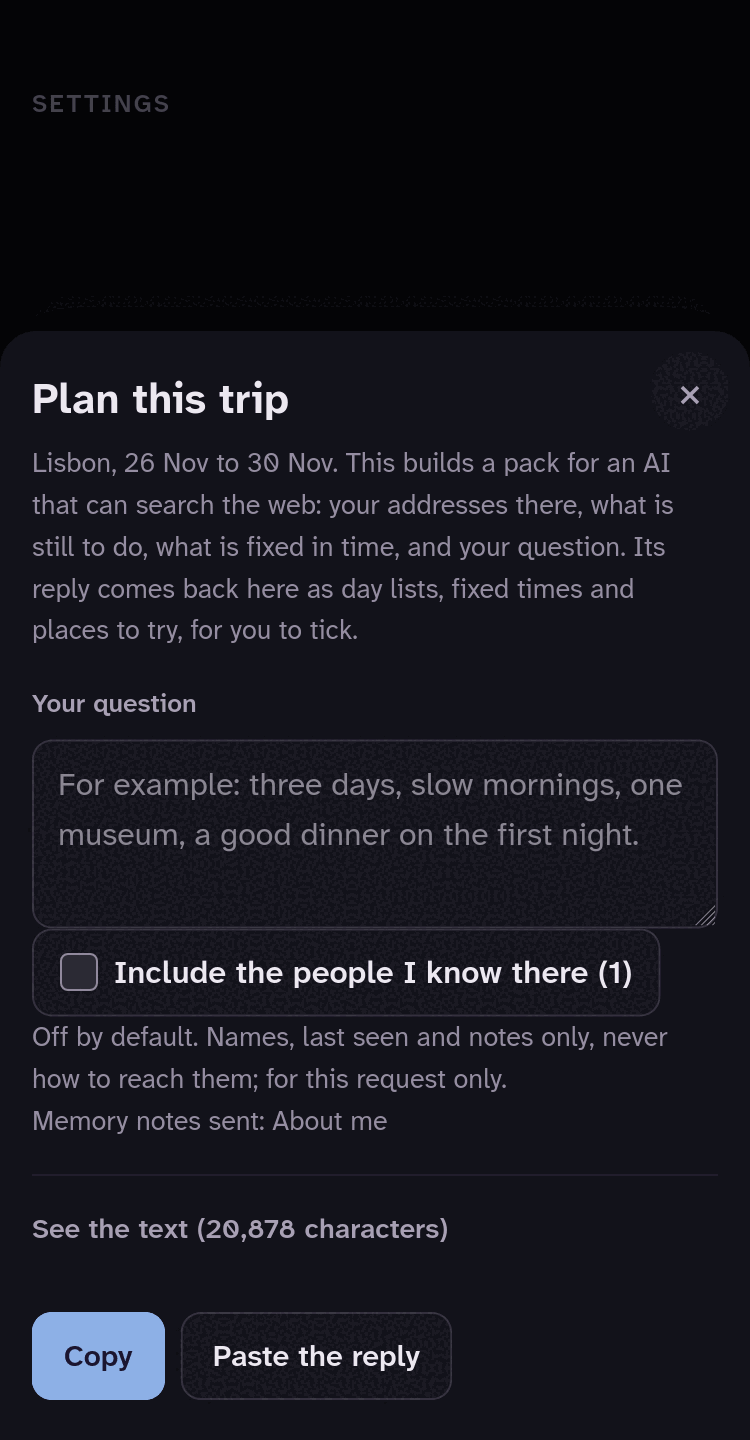 SETTINGS
Plan this trip
Lisbon, 26 Nov to 30 Nov. This builds a pack for an AI
that can search the web: your addresses there, what is
still to do, what is fixed in time, and your question. Its
reply comes back here as day lists, fixed times and
places to try, for you to tick.
Your question
For example: three days, slow mornings, one
museum, a good dinner on the first night.
Include the people I know there (1)
Off by default. Names, last seen and notes only, never
how to reach them; for this request only.
Memory notes sent: About me
See the text (20,878 characters)
Copy
Paste the reply